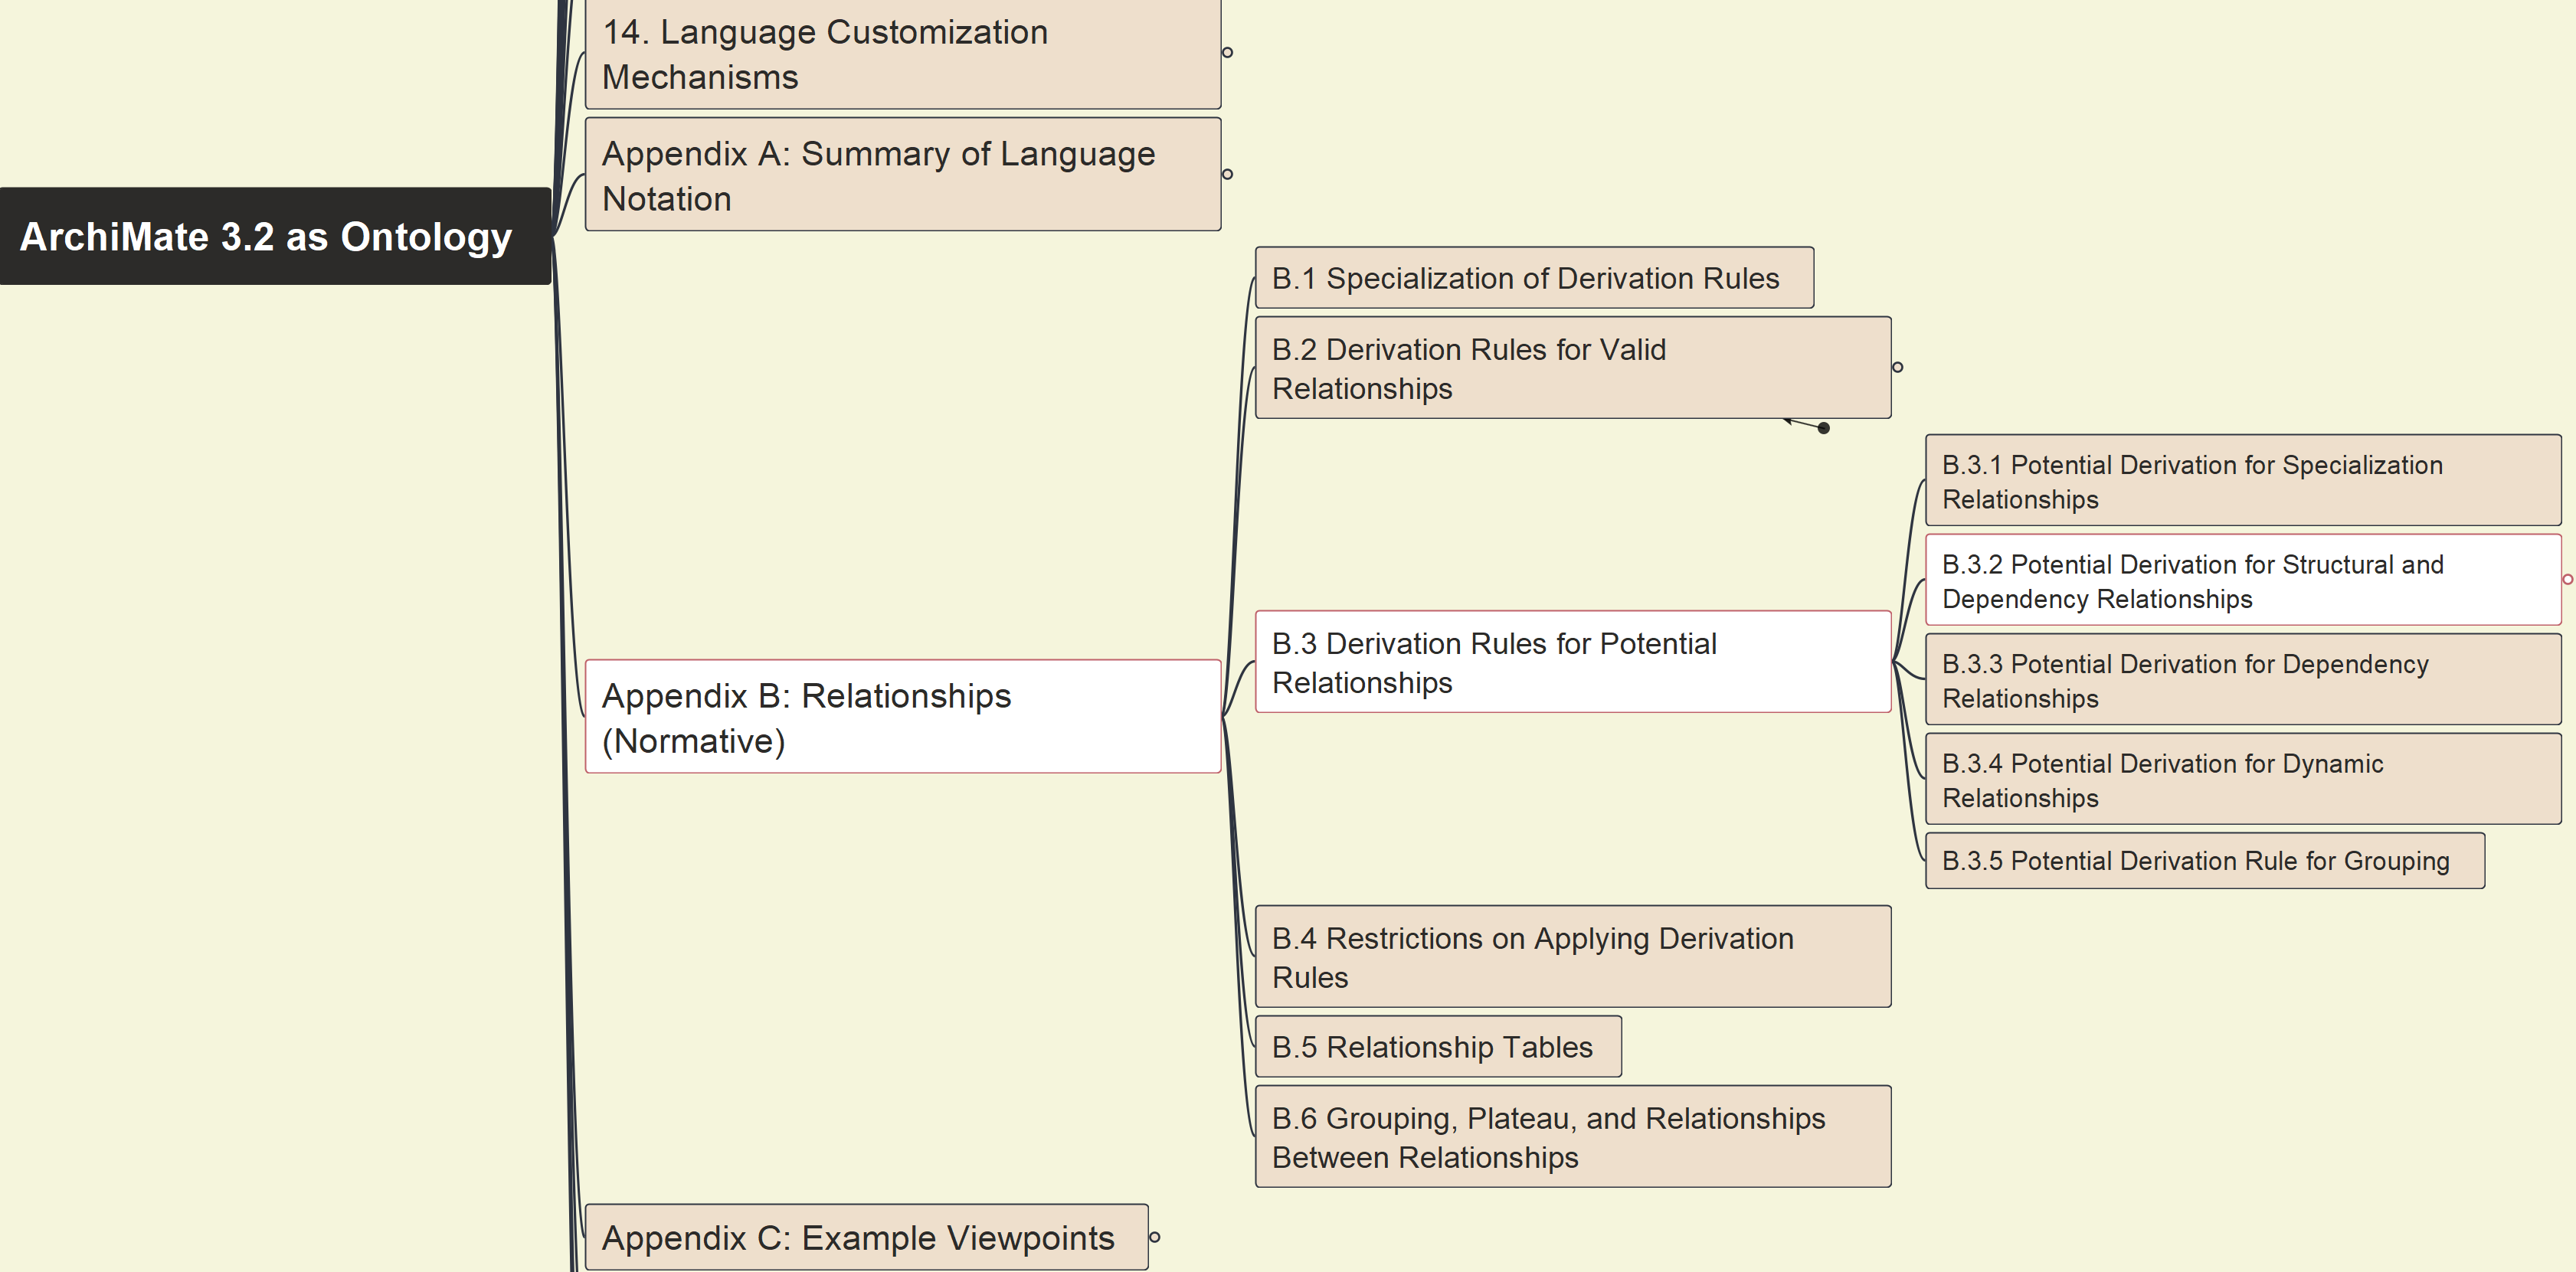 14. Language Customization
Mechanisms
Appendix A: Summary of Language
Notation
ArchiMate 3.2 as Ontology
B.1 Specialization of Derivation Rules
B.2 Derivation Rules for Valid
Relationships
B.3.1 Potential Derivation for Specialization
Relationships
B.3.2 Potential Derivation for Structural and
Dependency Relationships
B.3 Derivation Rules for Potential
Relationships
B.3.3 Potential Derivation for Dependency
Relationships
Appendix B: Relationships
(Normative)
B.3.4 Potential Derivation for Dynamic
Relationships
B.3.5 Potential Derivation Rule for Grouping
B.4 Restrictions on Applying Derivation
Rules
B.5 Relationship Tables
B.6 Grouping, Plateau, and Relationships
Between Relationships
Appendix C: Example Viewpoints